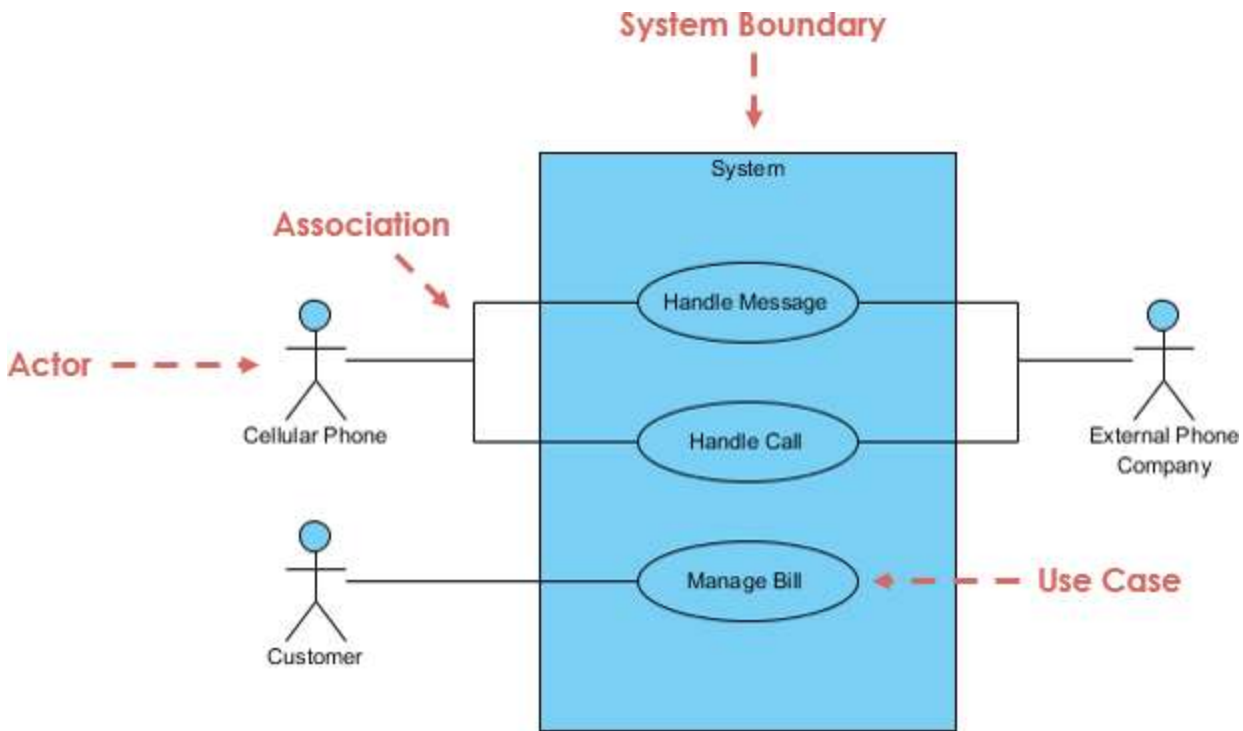 System Boundary
System
Association
Handle Message
Actor
Cellular Phone
Handle Call
External Phone
Company
Manage Bill
Use Case
Customer